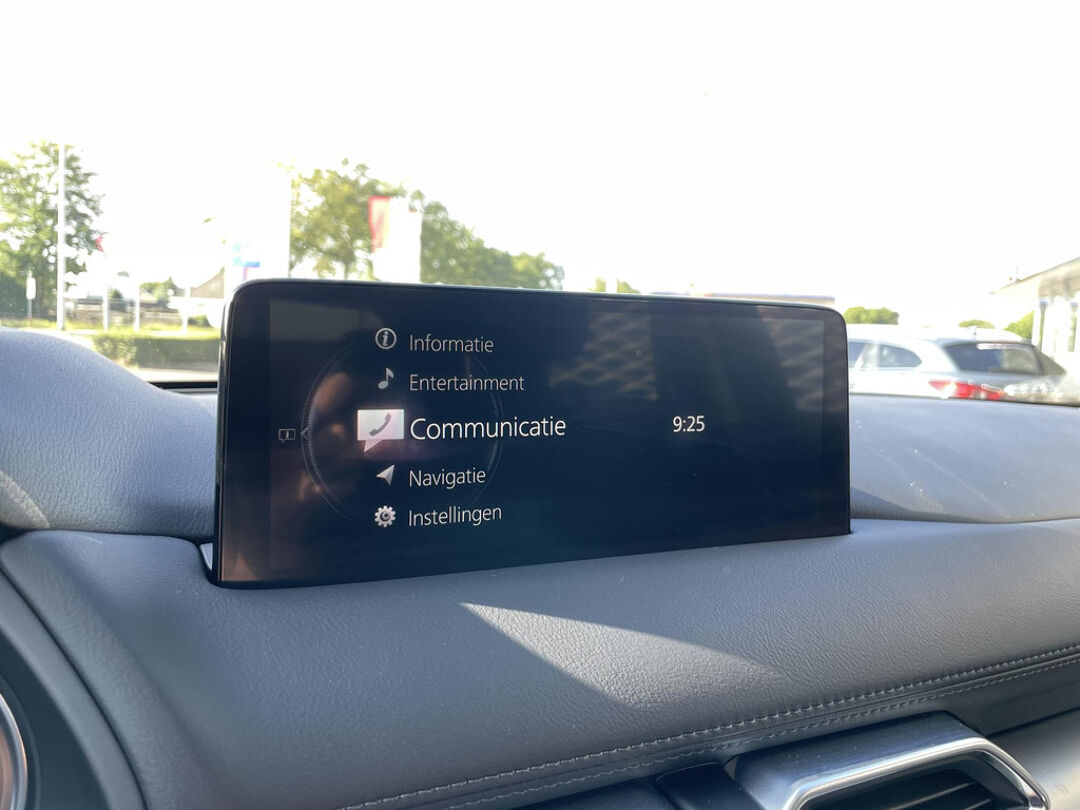 Informatie
Entertainment
Communicatie
9:25
Navigatie
Instellingen